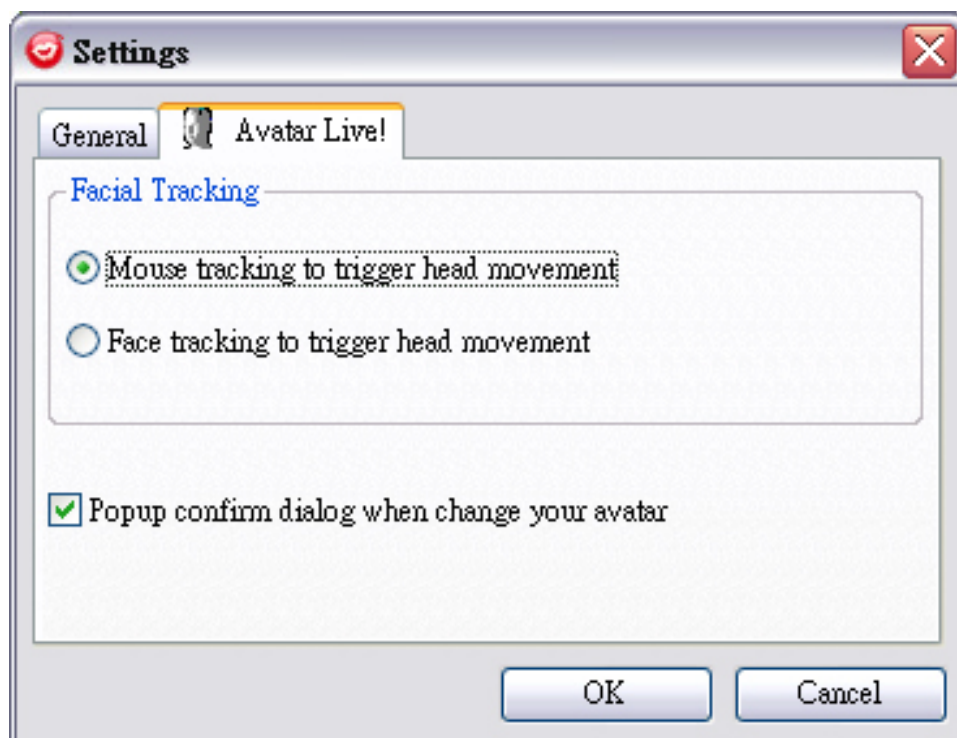 Settings
General
Avatar Live!
Facial Tracking
Mouse tracking to trigger head movement
Face tracking to trigger head movement
Popup confirm dialog when change your avatar
OK
Cancel